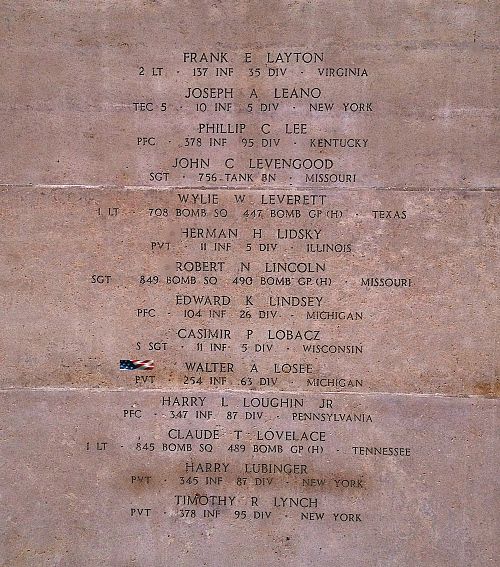 FRANK E LAYTON
2 LT · 137 INF 35 DIV · VIRGINIA
JOSEPH A LEANO
TEC 5 · 10 INF 5 DIV · NEW YORK
PHILLIP C LEE
PFC · 378 INF 95 DIV · KENTUCKY
JOHN C LEVENGOOD
SGT · 756 TANK BN · MISSOURI
WYLIE W LEVERETT
1 LT · 708 BOMB SQ 447 BOMB GP (H) · TEXAS
HERMAN H LIDSKY
PVT · 11 INF 5 DIV · ILLINOIS
ROBERT N LINCOLN
SGT · 849 BOMB SQ 490 BOMB GP (H) · MISSOURI
EDWARD K LINDSEY
PFC · 104 INF 26 DIV · MICHIGAN
CASIMIR P LOBACZ
S SGT · 11 INF 5 DIV · WISCONSIN
WALTER A LOSEE
PVT · 254 INF 63 DIV · MICHIGAN
HARRY L LOUGHIN JR
PFC · 347 INF 87 DIV · PENNSYLVANIA
CLAUDE T LOVELACE
1 LT · 845 BOMB SQ 489 BOMB GP (H) · TENNESSEE
HARRY LUBINGER
PVT · 345 INF 87 DIV · NEW YORK
TIMOTHY R LYNCH
PVT · 378 INF 95 DIV · NEW YORK